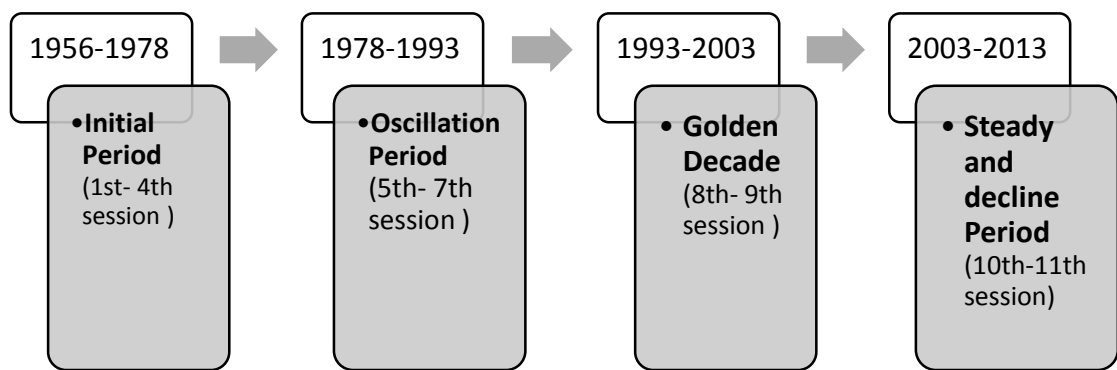 1956-1978
•Initial
Period
(1st- 4th
session )
1978-1993
•Oscillation
Period
(5th- 7th
session )
1993-2003
• Golden
Decade
(8th- 9th
session )
2003-2013
• Steady
and
decline
Period
(10th-11th
session)